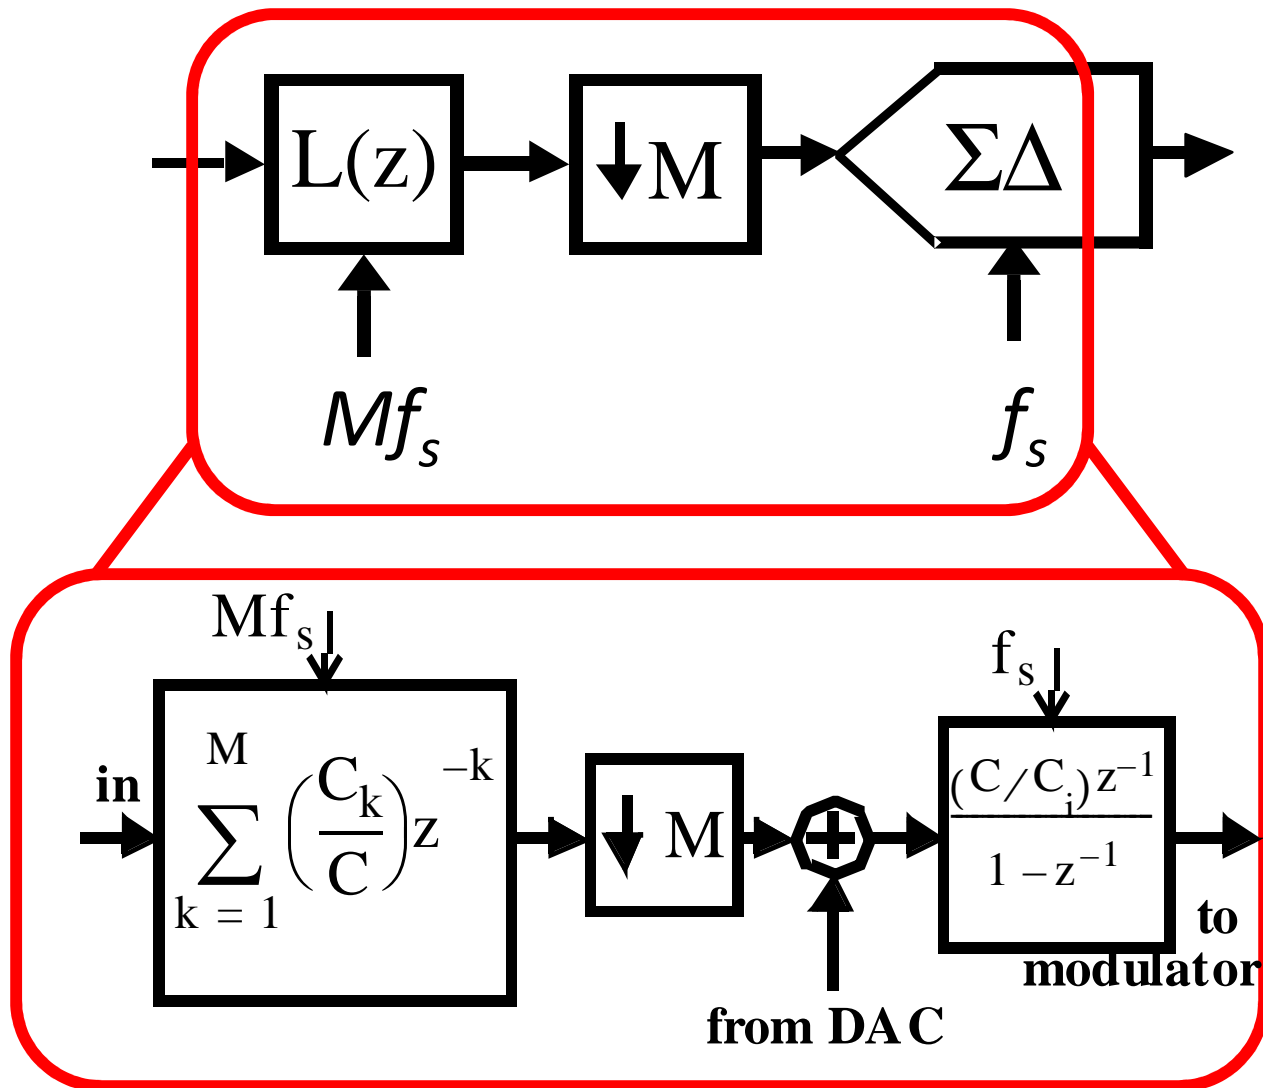 L(z) ↓M ΣΔ
Mfs fs
Mfs
fs
in
M
∑ (Ck/C) z −k
k = 1
↓ M
+
(C/Ci) z−1
1 − z−1
to
modulator
from DAC